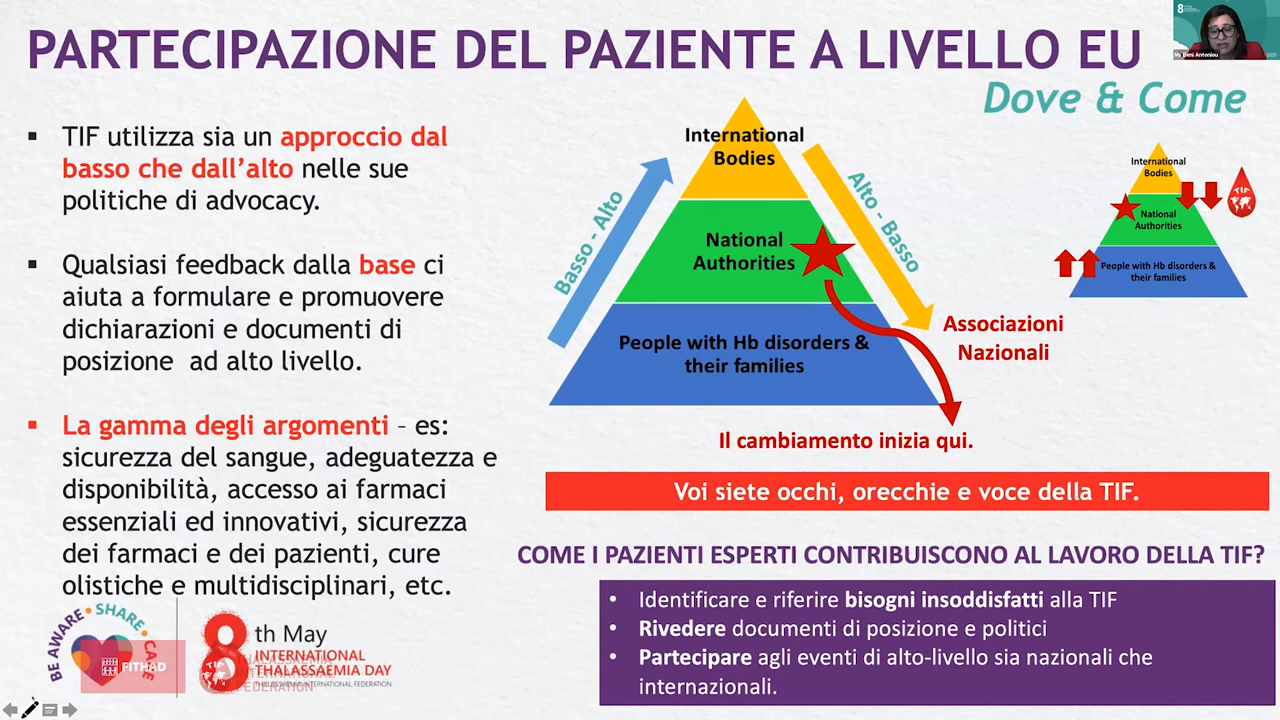 PARTECIPAZIONE DEL PAZIENTE A LIVELLO EU
Dove & Come
▪ TIF utilizza sia un approccio dal
basso che dall'alto nelle sue
politiche di advocacy.
▪ Qualsiasi feedback dalla base ci
aiuta a formulare e promuovere
dichiarazioni e documenti di
posizione ad alto livello.
▪ La gamma degli argomenti – es:
sicurezza del sangue, adeguatezza e
disponibilità, accesso ai farmaci
essenziali ed innovativi, sicurezza
dei farmaci e dei pazienti, cure
olistiche e multidisciplinari, etc.
BE AWARE • SHARE • CARE
FITHAD
8 th May
INTERNATIONAL
THALASSAEMIA DAY
THALASSAEMIA INTERNATIONAL FEDERATION
Basso - Alto
International
Bodies
National
Authorities
People with Hb disorders &
their families
Alto - Basso
Associazioni
Nazionali
Il cambiamento inizia qui.
International
Bodies
National
Authorities
People with Hb disorders &
their families
TIF
Voi siete occhi, orecchie e voce della TIF.
COME I PAZIENTI ESPERTI CONTRIBUISCONO AL LAVORO DELLA TIF?
• Identificare e riferire bisogni insoddisfatti alla TIF
• Rivedere documenti di posizione e politici
• Partecipare agli eventi di alto-livello sia nazionali che
internazionali.
8
Antoniou